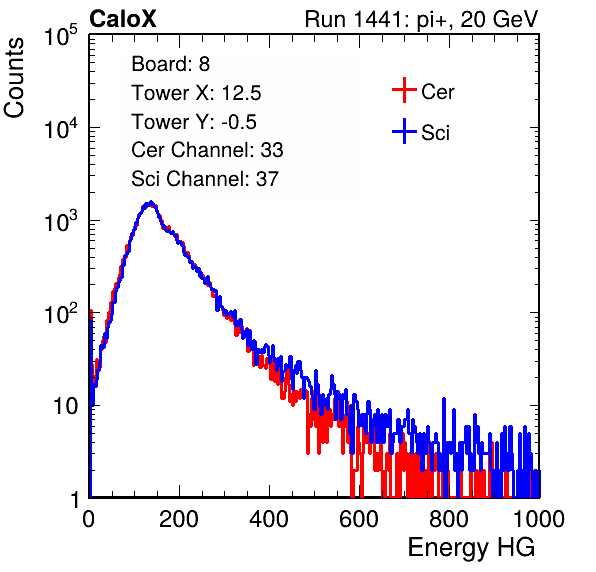 CaloX Run 1441: pi+, 20 GeV
Counts
Board: 8
Tower X: 12.5
Tower Y: -0.5
Cer Channel: 33
Sci Channel: 37
Cer
Sci
10^5
10^4
10^3
10^2
10
1
0 200 400 600 800 1000
Energy HG